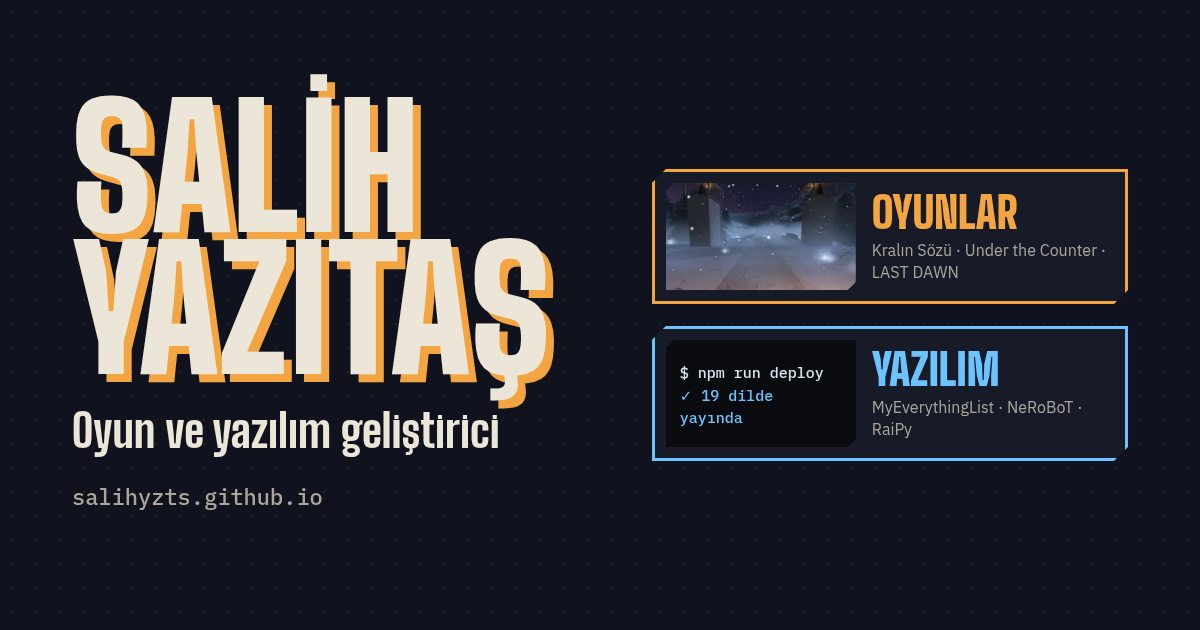 SALİH
YAZITAŞ
Oyun ve yazılım geliştirici
salihyzts.github.io
OYUNLAR
Kralın Sözü · Under the Counter ·
LAST DAWN
$ npm run deploy
✓ 19 dilde
yayında
YAZILIM
MyEverythingList · NeRoBoT ·
RaiPy